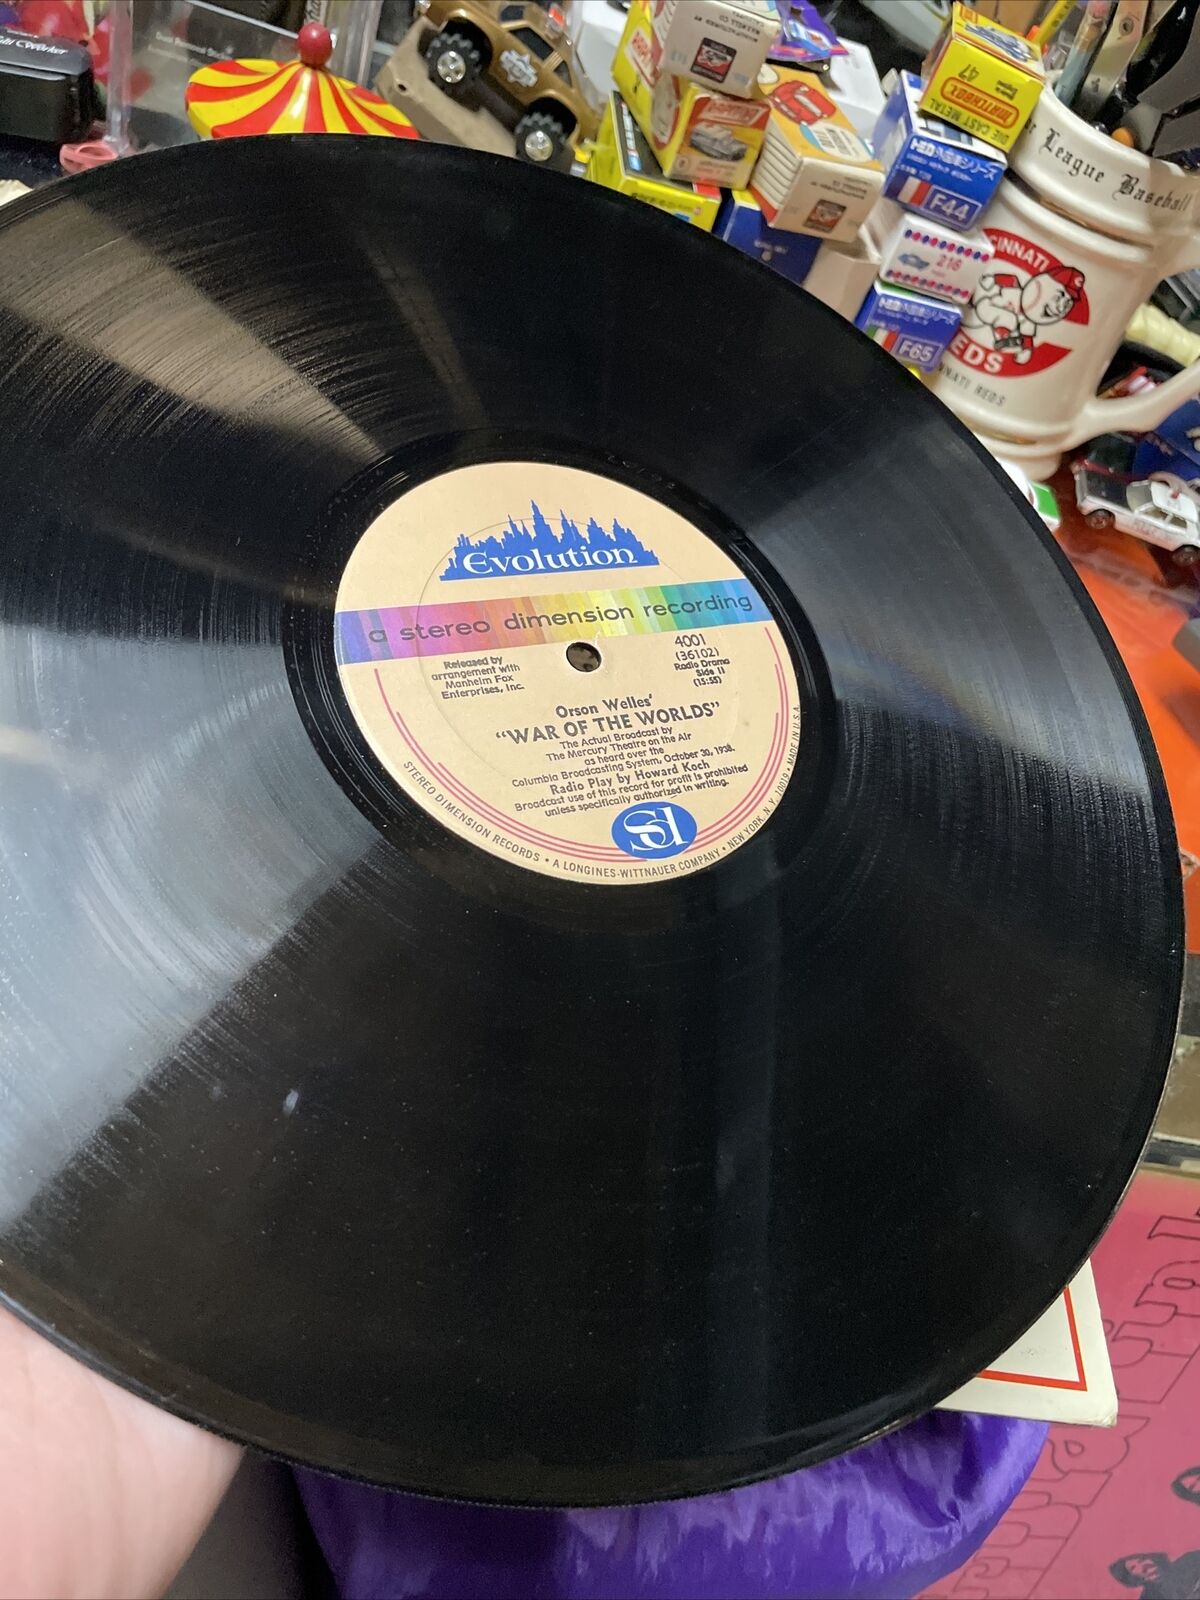 Evolution
a stereo dimension recording
Released by
arrangement with
Manheim Fox
Enterprises, Inc.
4001
(36102)
Radio Drama
Side 11
(15:55)
Orson Welles'
"WAR OF THE WORLDS"
The Actual Broadcast by
The Mercury Theatre on the Air
as heard over the
Columbia Broadcasting System, October 30, 1938.
Radio Play by Howard Koch
Broadcast use of this record for profit is prohibited
unless specifically authorized in writing.
Sd
STEREO DIMENSION RECORDS • A LONGINES-WITTNAUER COMPANY • NEW YORK, N.Y. 10019 • MADE IN U.S.A.
47
MATCHBOX
DIE CAST METAL
F44
216
F65
League Baseball
CINNATI
EDS
NNATI REDS